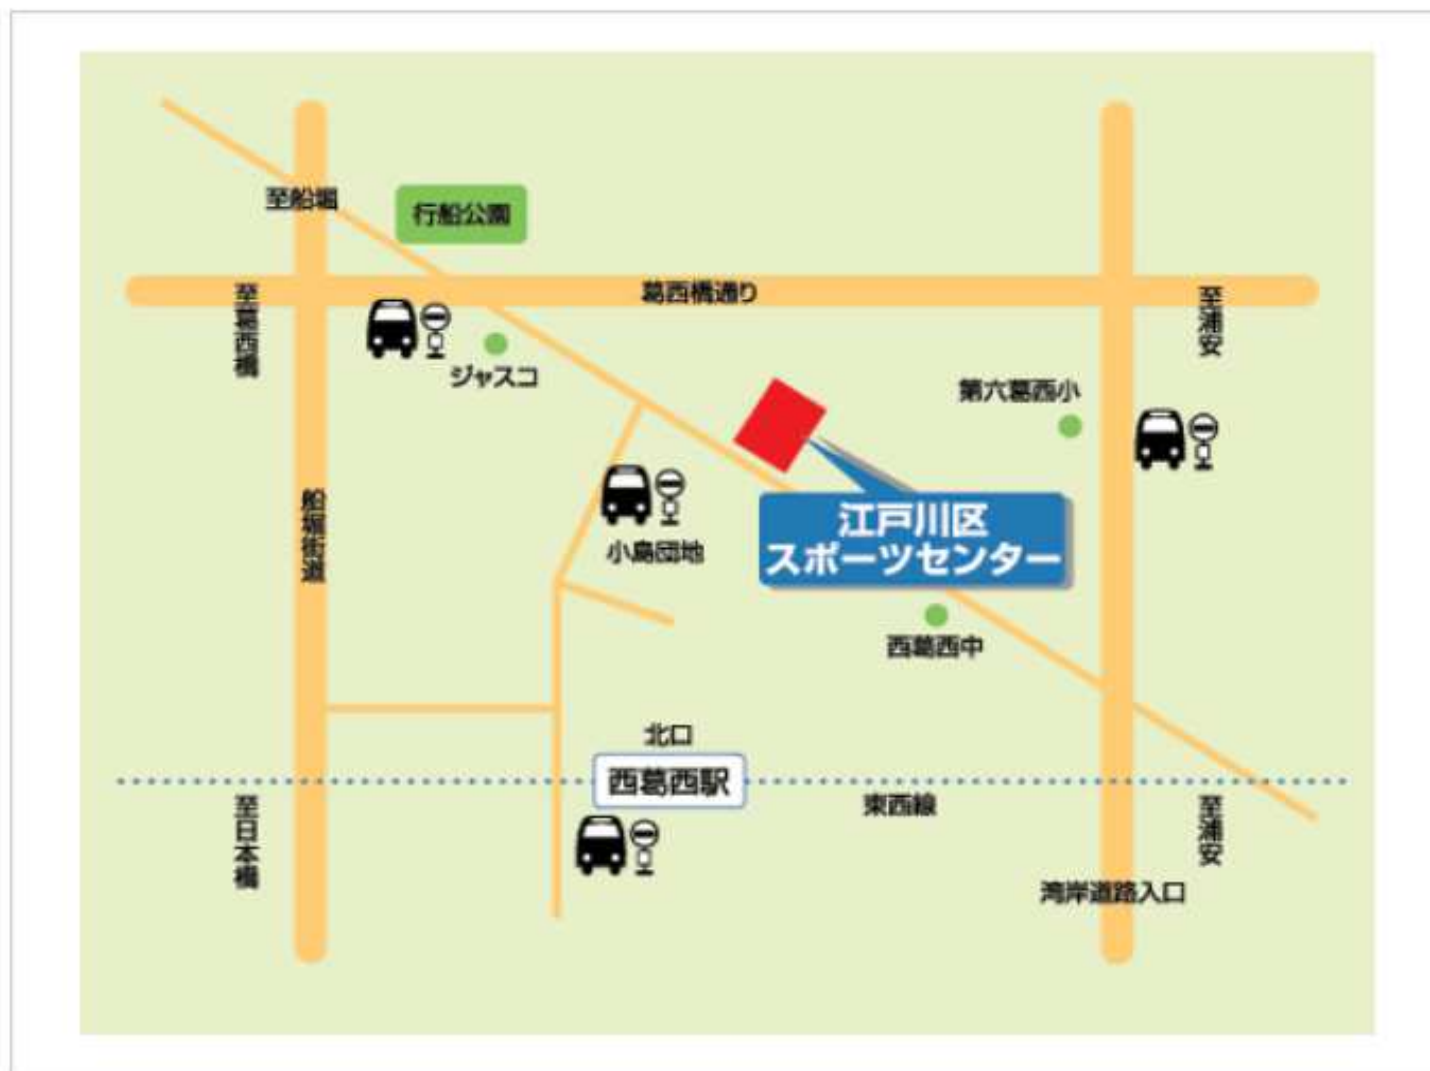 至船堀
行船公園
葛西橋通り
至葛西橋
至浦安
ジャスコ
第六葛西小
船堀街道
江戸川区
スポーツセンター
小島団地
西葛西中
北口
西葛西駅
東西線
至日本橋
至浦安
湾岸道路入口